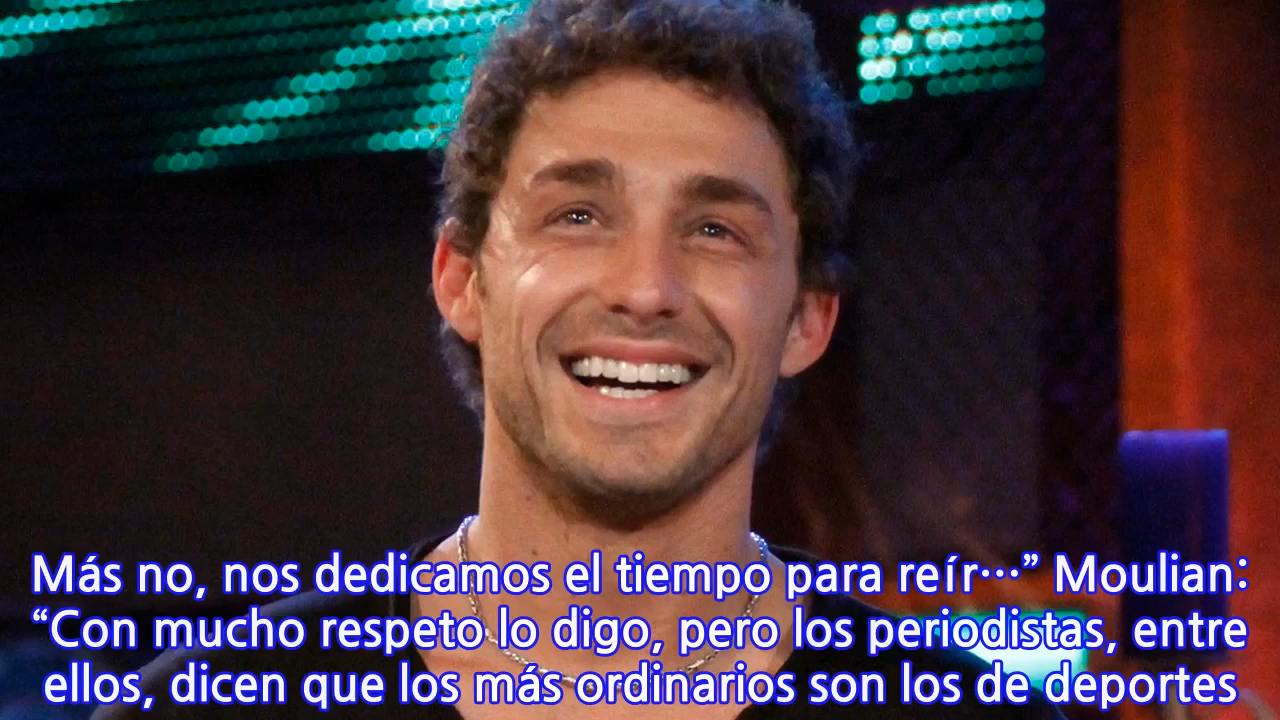 Más no, nos dedicamos el tiempo para reír…” Moulian:
“Con mucho respeto lo digo, pero los periodistas, entre
ellos, dicen que los más ordinarios son los de deportes